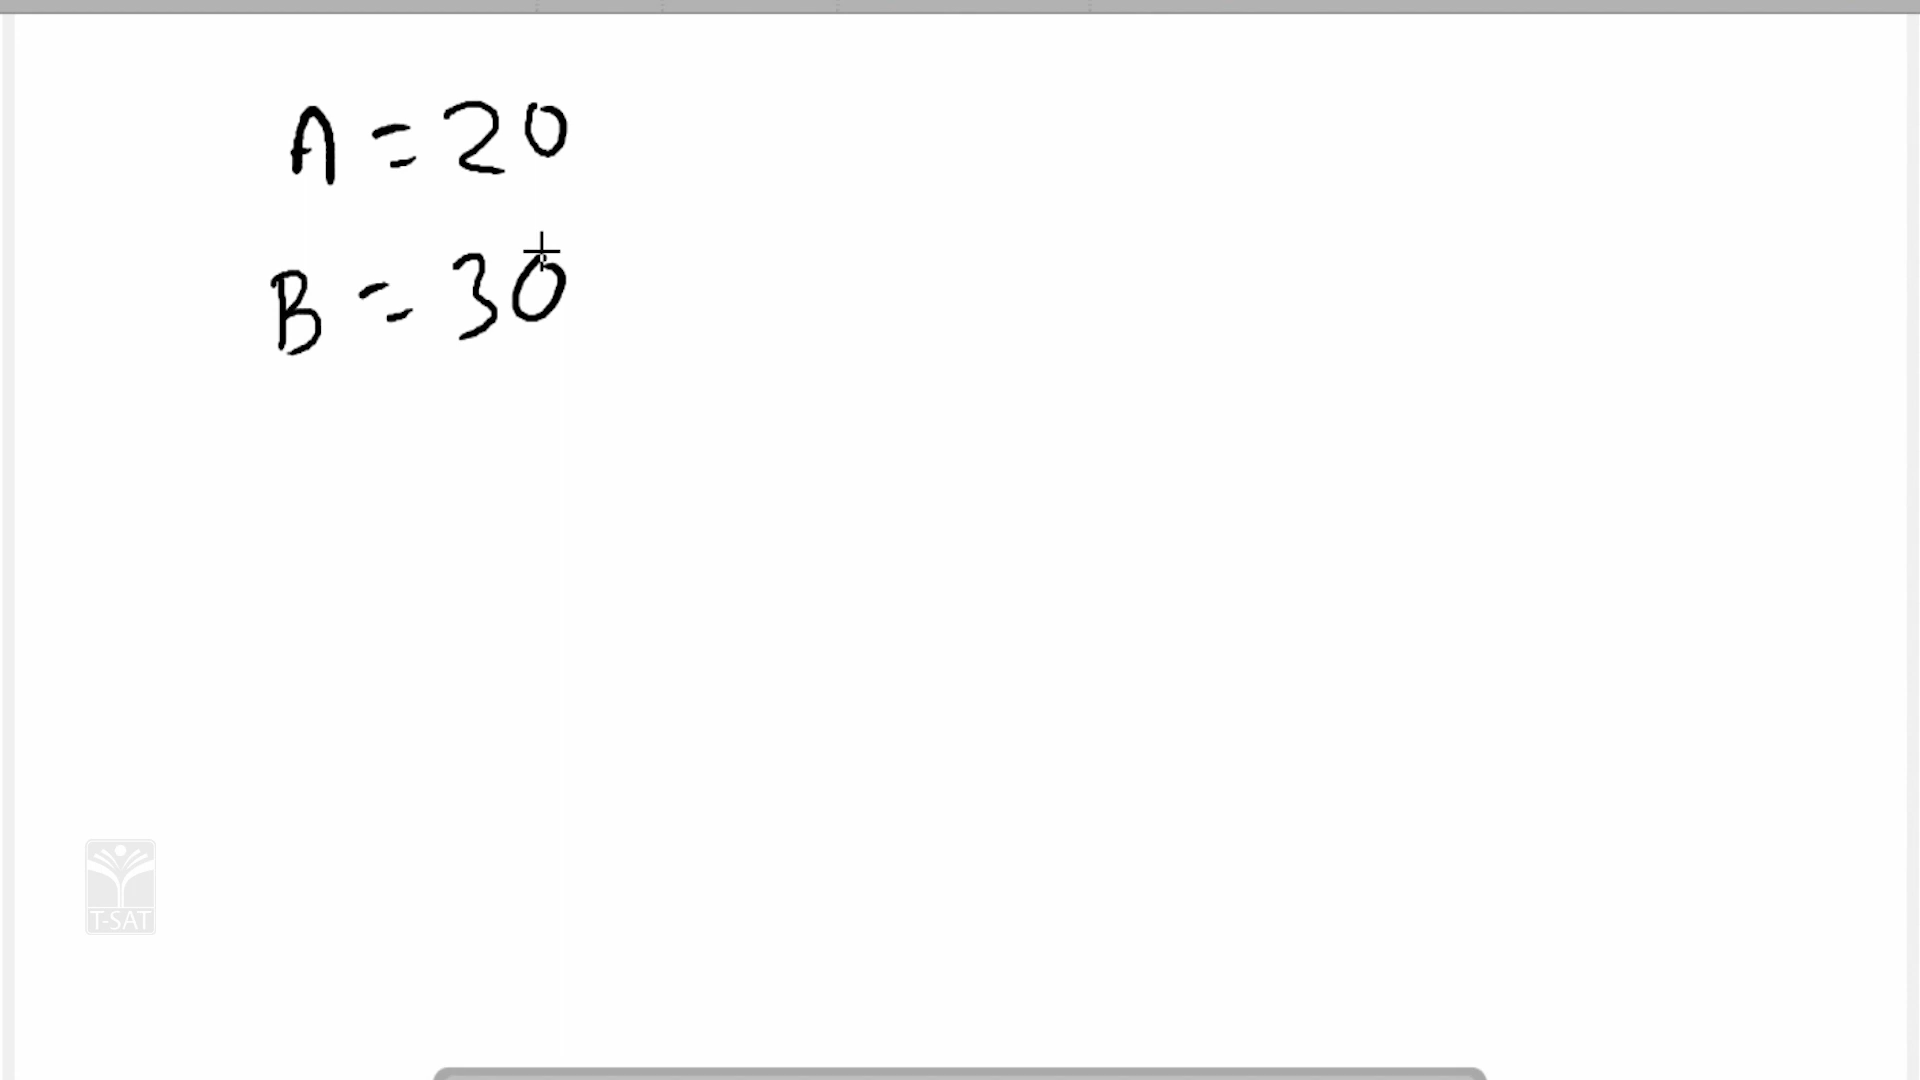 A = 20
B = 30
T-SAT